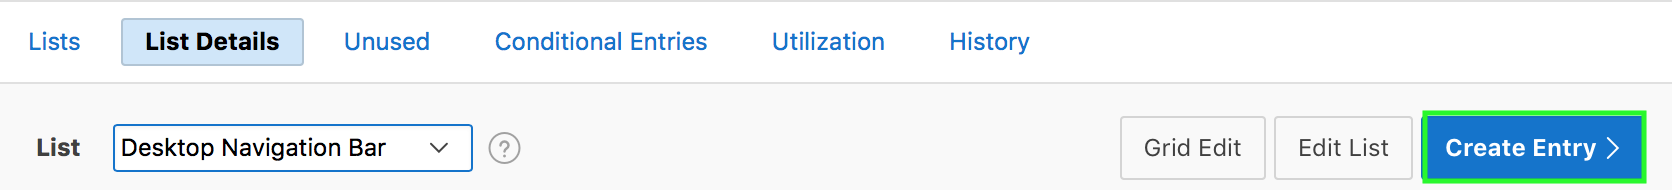 Lists List Details Unused Conditional Entries Utilization History
List Desktop Navigation Bar ? Grid Edit Edit List Create Entry